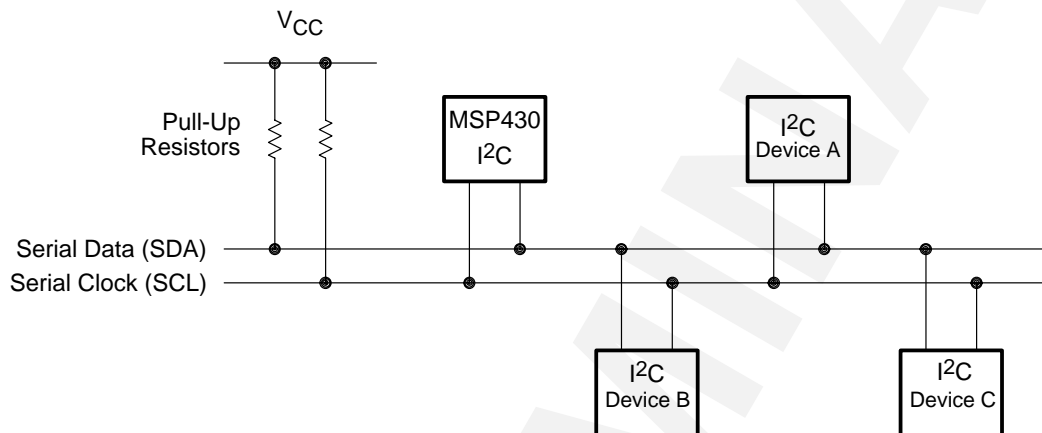 VCC
Pull-Up
Resistors
MSP430
I2C
I2C
Device A
Serial Data (SDA)
Serial Clock (SCL)
I2C
Device B
I2C
Device C